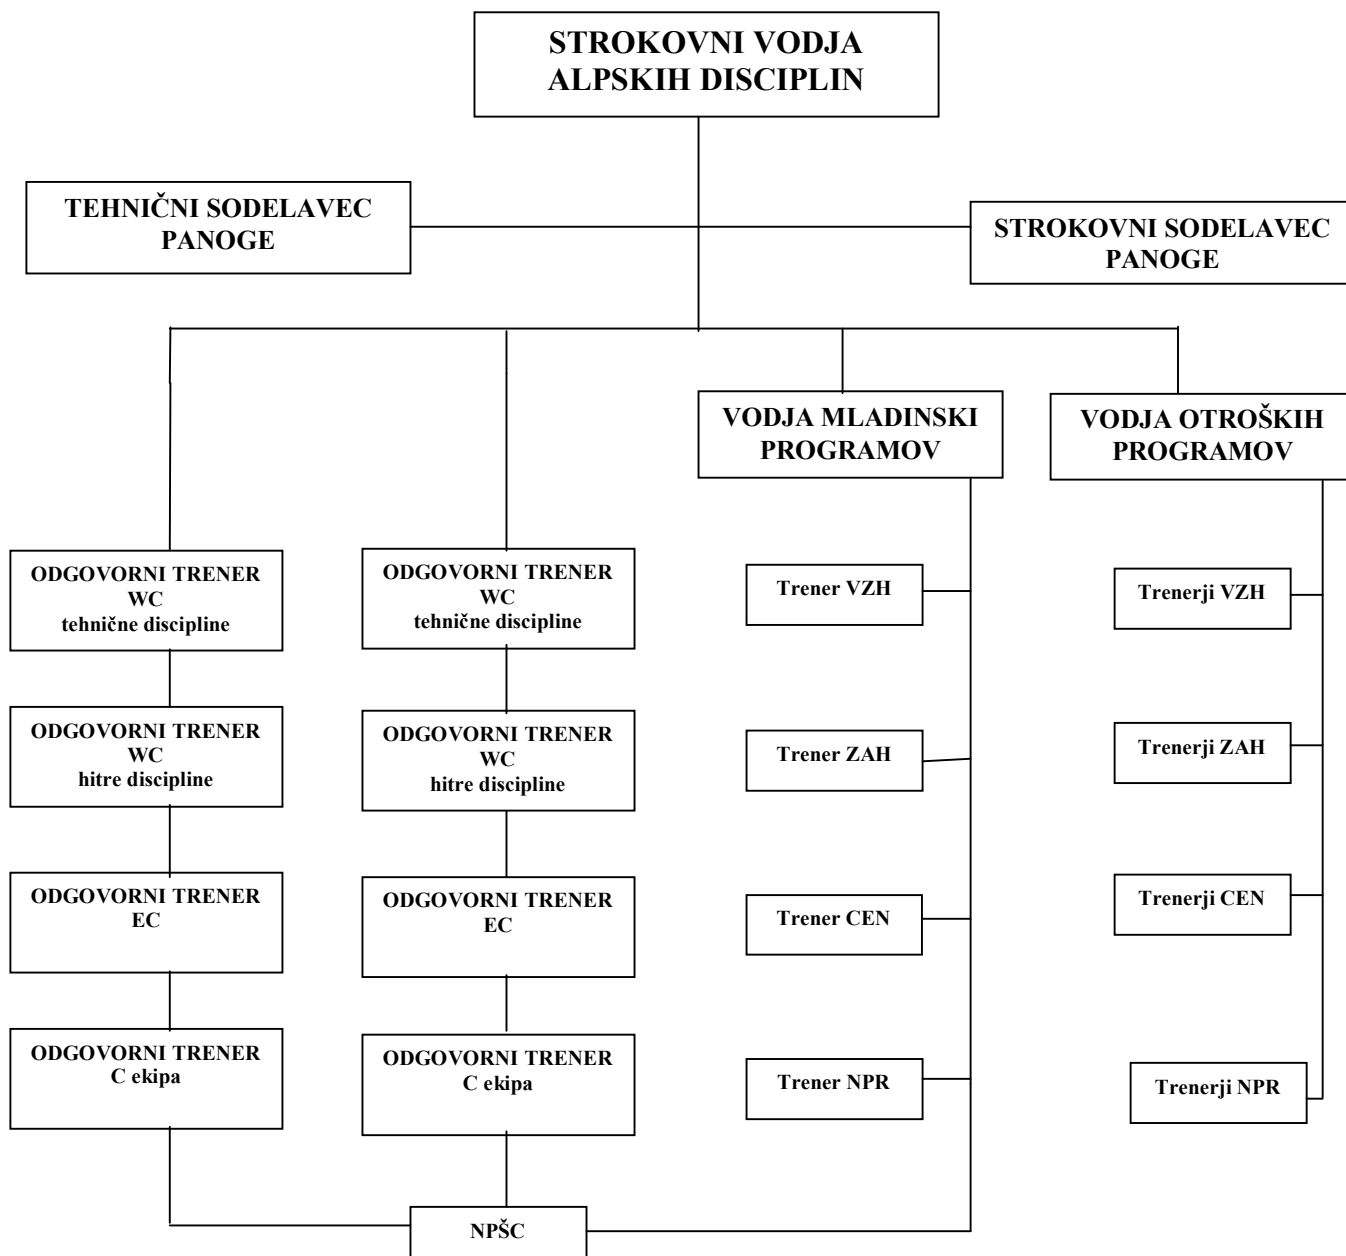 STROKOVNI VODJA
ALPSKIH DISCIPLIN
TEHNIČNI SODELAVEC
PANOGE
STROKOVNI SODELAVEC
PANOGE
VODJA MLADINSKI
PROGRAMOV
VODJA OTROŠKIH
PROGRAMOV
ODGOVORNI TRENER
WC
tehnične discipline
ODGOVORNI TRENER
WC
tehnične discipline
Trener VZH
Trenerji VZH
ODGOVORNI TRENER
WC
hitre discipline
ODGOVORNI TRENER
WC
hitre discipline
Trener ZAH
Trenerji ZAH
ODGOVORNI TRENER
EC
ODGOVORNI TRENER
EC
Trener CEN
Trenerji CEN
ODGOVORNI TRENER
C ekipa
ODGOVORNI TRENER
C ekipa
Trener NPR
Trenerji NPR
NPŠC